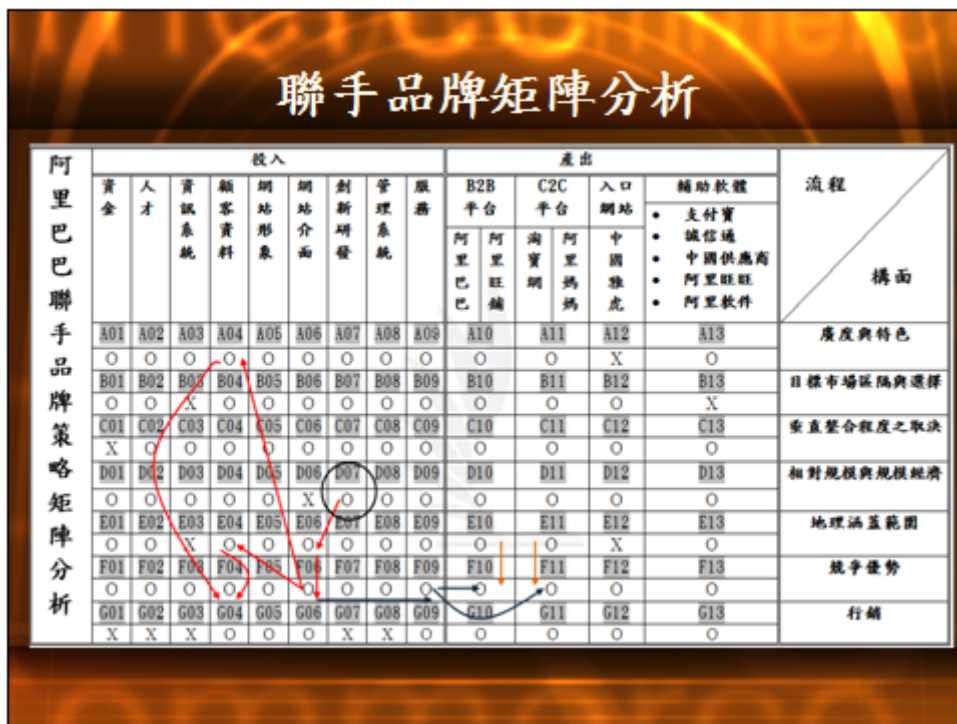 聯手品牌矩陣分析
阿里巴巴聯手品牌策略矩陣分析
投入 產出 流程 構面
資金 人才 資訊系統 顧客資料 網站形象 網站介面 創新研發 管理系統 服務 B2B平台 C2C平台 入口網站 輔助軟體
阿里巴巴 阿里旺舖 淘寶網 阿里媽媽 中國雅虎
• 支付寶
• 誠信通
• 中國供應商
• 阿里旺旺
• 阿里軟件
A01 A02 A03 A04 A05 A06 A07 A08 A09 A10 A11 A12 A13 廣度與特色
O O O O O O O O O O O X O
B01 B02 B03 B04 B05 B06 B07 B08 B09 B10 B11 B12 B13 目標市場區隔與選擇
O O X O O O O O O O O O X
C01 C02 C03 C04 C05 C06 C07 C08 C09 C10 C11 C12 C13 垂直整合程度之取決
X O O O O O O O O O O O O
D01 D02 D03 D04 D05 D06 D07 D08 D09 D10 D11 D12 D13 相對規模與規模經濟
O O O O O X O O O O O O O
E01 E02 E03 E04 E05 E06 E07 E08 E09 E10 E11 E12 E13 地理涵蓋範圍
O O X O O O O O O O O X O
F01 F02 F03 F04 F05 F06 F07 F08 F09 F10 F11 F12 F13 競爭優勢
O O O O O O O O O O O O O
G01 G02 G03 G04 G05 G06 G07 G08 G09 G10 G11 G12 G13 行銷
X X X O O O X X O O O O O